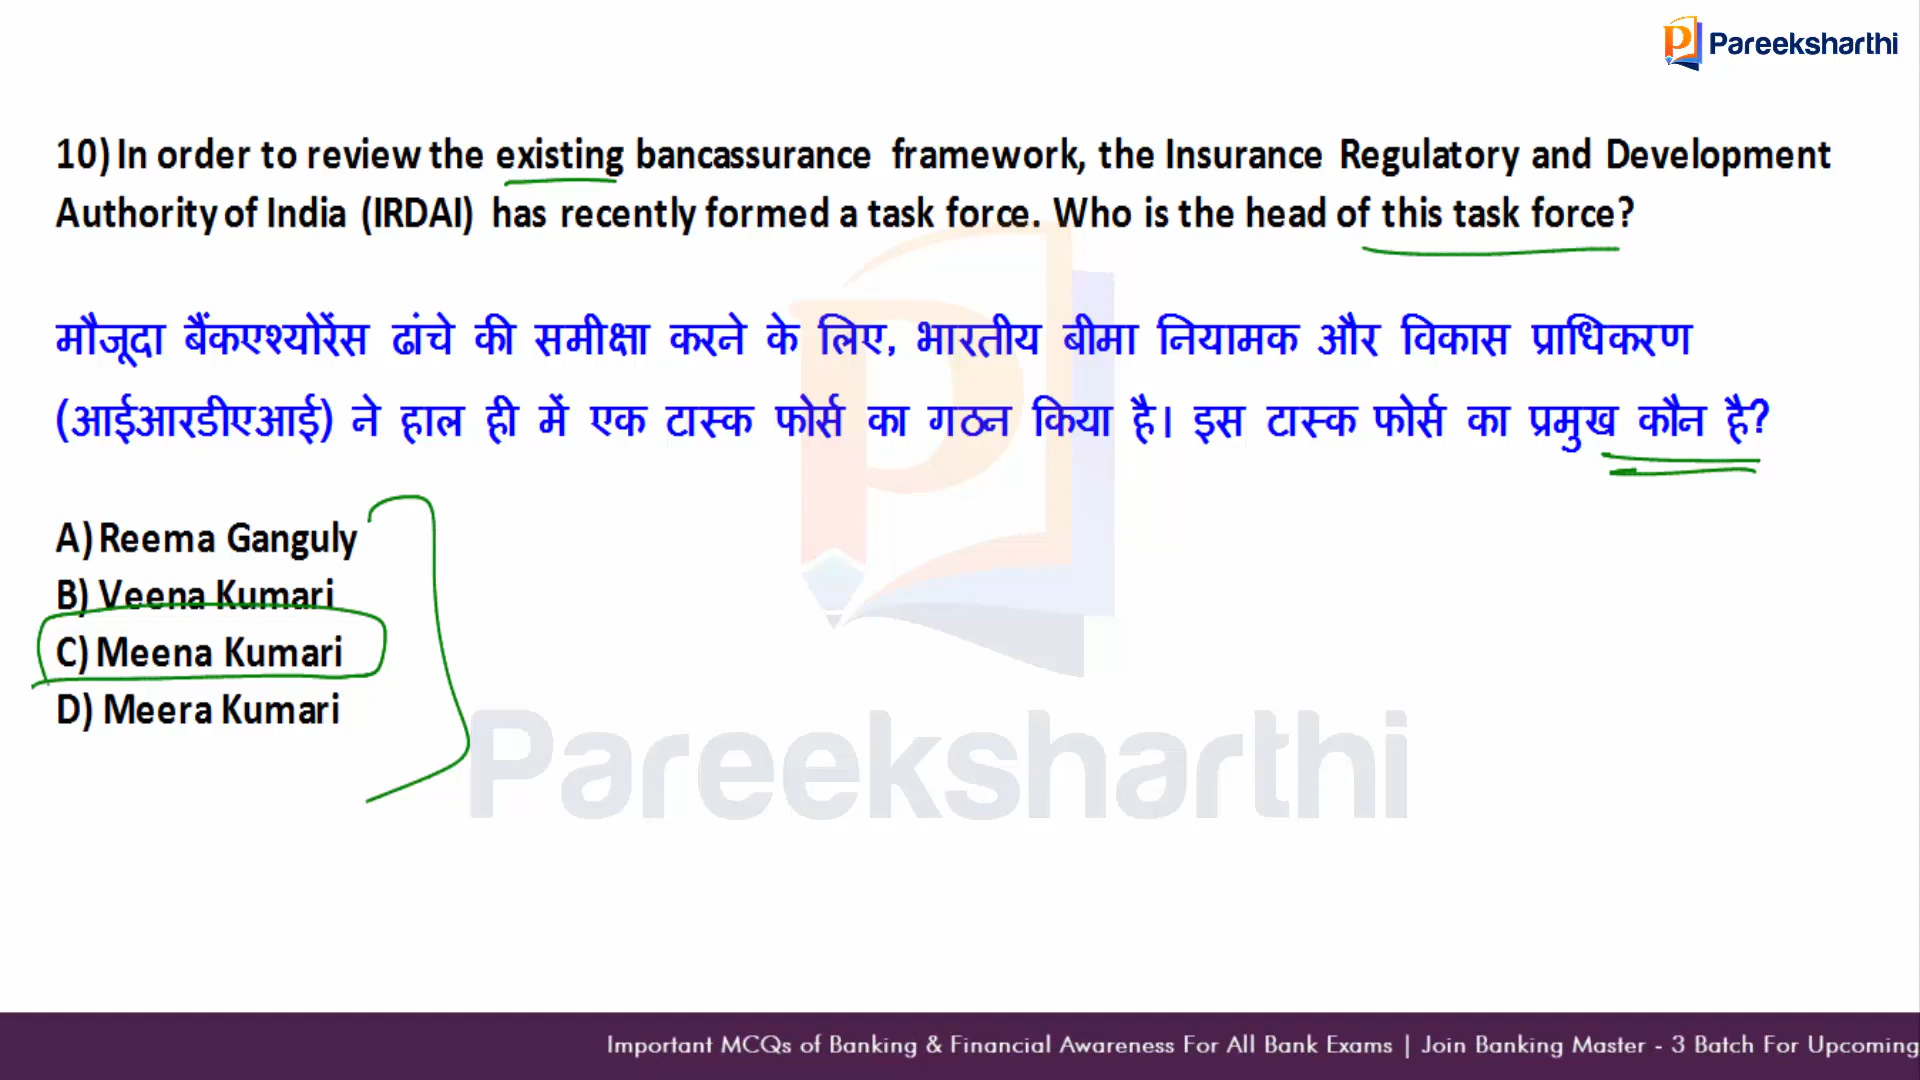 Pareeksharthi
10) In order to review the existing bancassurance framework, the Insurance Regulatory and Development
Authority of India (IRDAI) has recently formed a task force. Who is the head of this task force?
मौजूदा बैंकएश्योरेंस ढांचे की समीक्षा करने के लिए, भारतीय बीमा नियामक और विकास प्राधिकरण
(आईआरडीएआई) ने हाल ही में एक टास्क फोर्स का गठन किया है। इस टास्क फोर्स का प्रमुख कौन है?
A) Reema Ganguly
B) Veena Kumari
C) Meena Kumari
D) Meera Kumari
Pareeksharthi
Important MCQs of Banking & Financial Awareness For All Bank Exams | Join Banking Master - 3 Batch For Upcoming